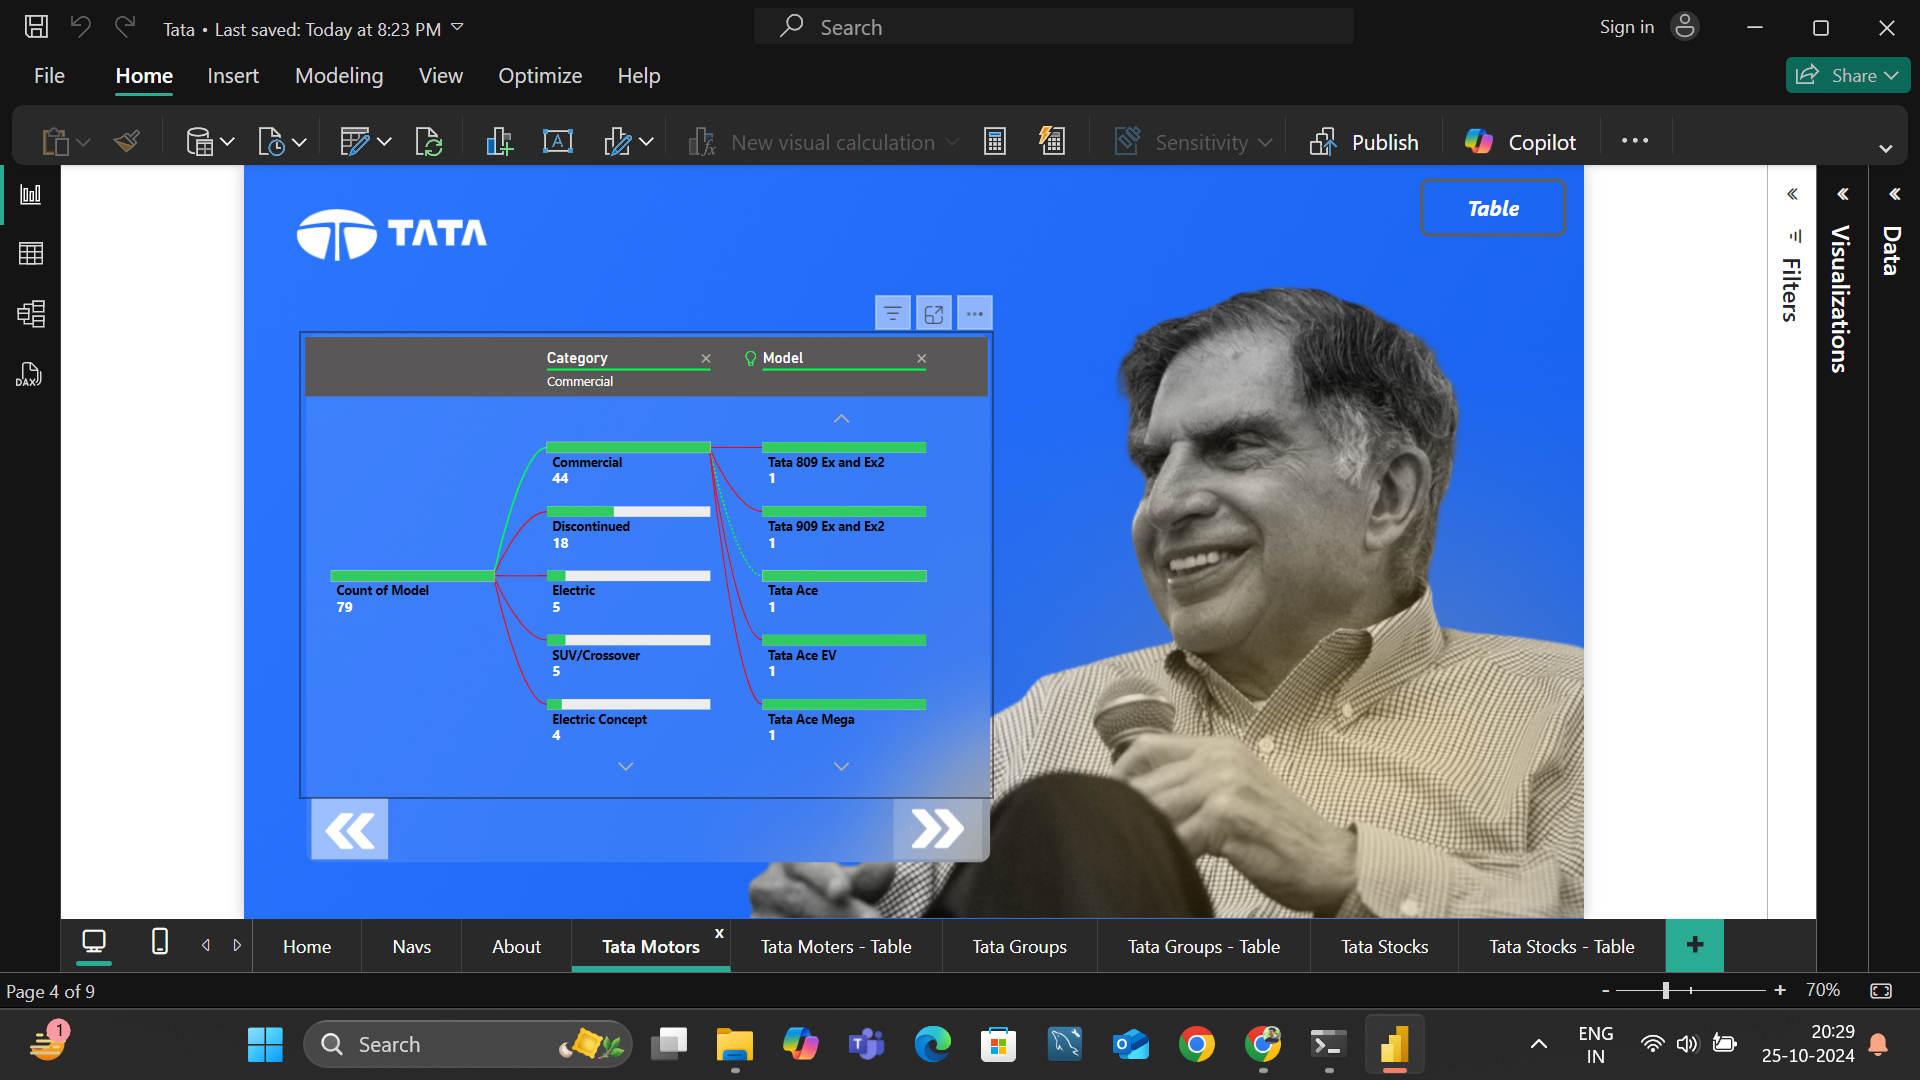 Tata • Last saved: Today at 8:23 PM
Search
Sign in
File
Home
Insert
Modeling
View
Optimize
Help
Share
New visual calculation
Sensitivity
Publish
Copilot
DAX
TATA
Table
Filters
Visualizations
Data
Category
Model
Commercial
Commercial
44
Discontinued
18
Electric
5
SUV/Crossover
5
Electric Concept
4
Count of Model
79
Tata 809 Ex and Ex2
1
Tata 909 Ex and Ex2
1
Tata Ace
1
Tata Ace EV
1
Tata Ace Mega
1
Home
Navs
About
Tata Motors
Tata Moters - Table
Tata Groups
Tata Groups - Table
Tata Stocks
Tata Stocks - Table
Page 4 of 9
70%
1
Search
ENG
IN
20:29
25-10-2024